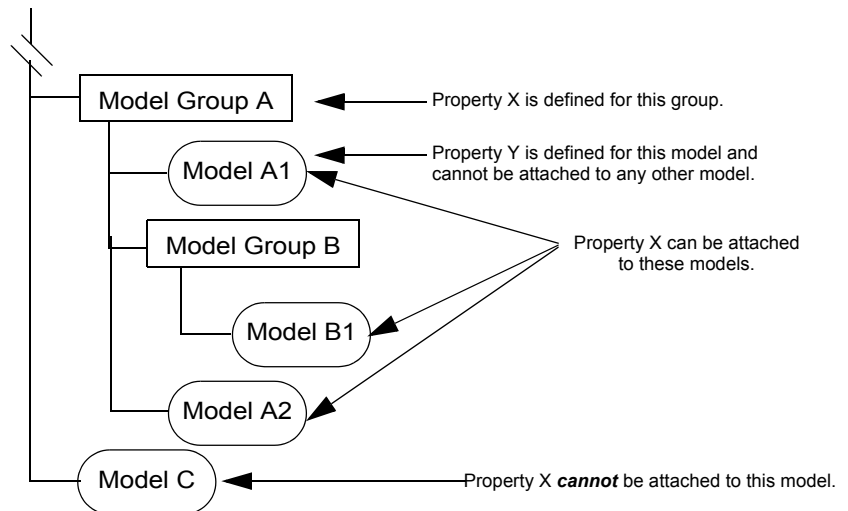 Model Group A
Property X is defined for this group.
Model A1
Property Y is defined for this model and
cannot be attached to any other model.
Model Group B
Property X can be attached
to these models.
Model B1
Model A2
Model C
Property X cannot be attached to this model.